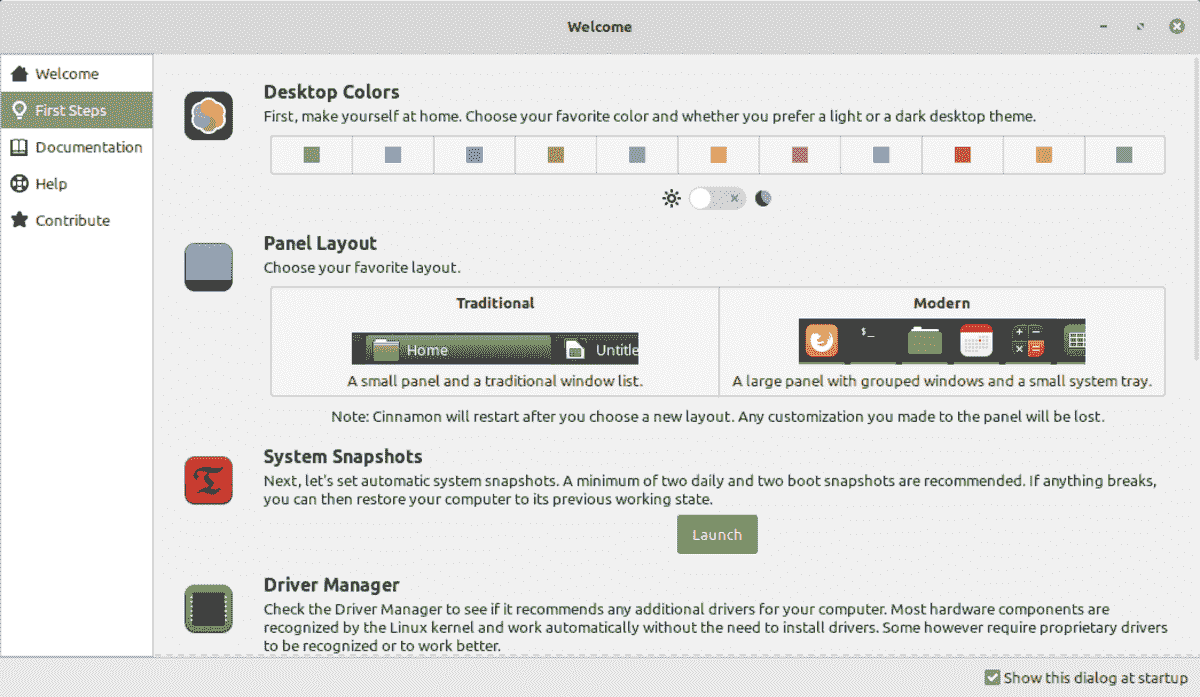 Welcome
Welcome
First Steps
Documentation
Help
Contribute
Desktop Colors
First, make yourself at home. Choose your favorite color and whether you prefer a light or a dark desktop theme.
Panel Layout
Choose your favorite layout.
Traditional
Home
Untitle
A small panel and a traditional window list.
Modern
$_
A large panel with grouped windows and a small system tray.
Note: Cinnamon will restart after you choose a new layout. Any customization you made to the panel will be lost.
System Snapshots
Next, let's set automatic system snapshots. A minimum of two daily and two boot snapshots are recommended. If anything breaks,
you can then restore your computer to its previous working state.
Launch
Driver Manager
Check the Driver Manager to see if it recommends any additional drivers for your computer. Most hardware components are
recognized by the Linux kernel and work automatically without the need to install drivers. Some however require proprietary drivers
to be recognized or to work better.
Show this dialog at startup